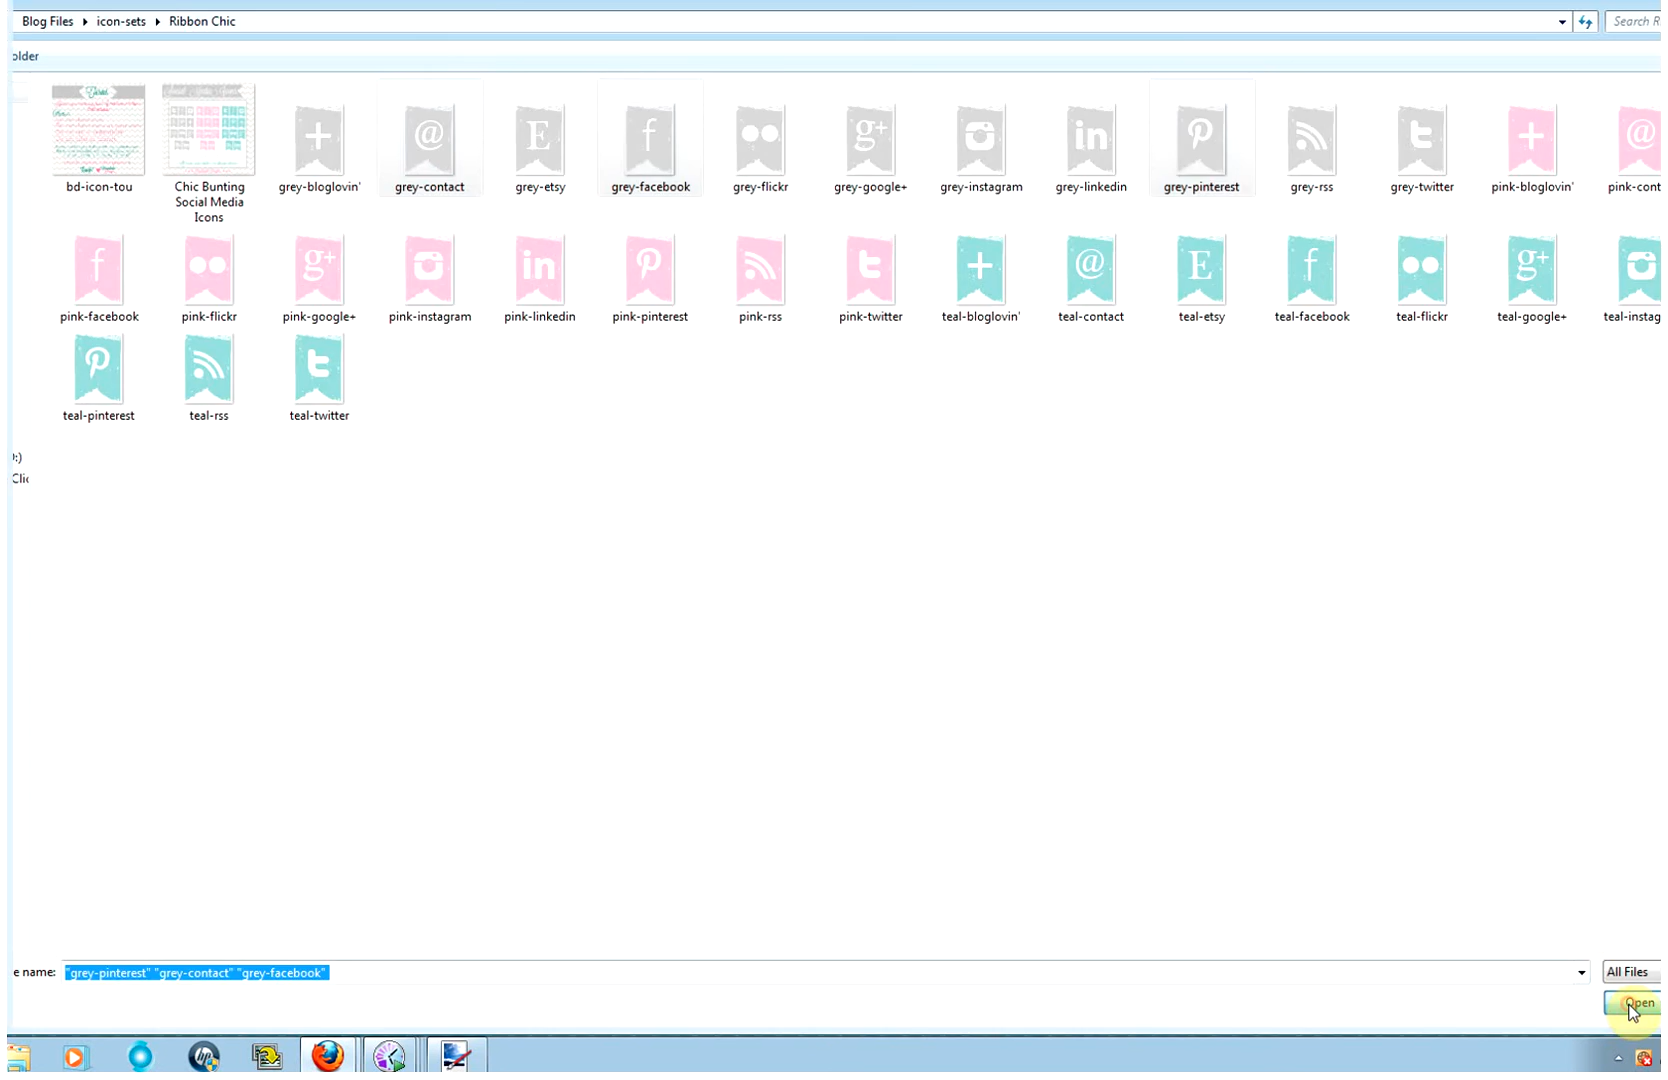 Blog Files ▸ icon-sets ▸ Ribbon Chic
Search R
older
bd-icon-tou
Chic Bunting
Social Media
Icons
grey-bloglovin'
grey-contact
grey-etsy
grey-facebook
grey-flickr
grey-google+
grey-instagram
grey-linkedin
grey-pinterest
grey-rss
grey-twitter
pink-bloglovin'
pink-cont
pink-facebook
pink-flickr
pink-google+
pink-instagram
pink-linkedin
pink-pinterest
pink-rss
pink-twitter
teal-bloglovin'
teal-contact
teal-etsy
teal-facebook
teal-flickr
teal-google+
teal-instag
teal-pinterest
teal-rss
teal-twitter
:)
Clic
e name: "grey-pinterest" "grey-contact" "grey-facebook"
All Files
Open